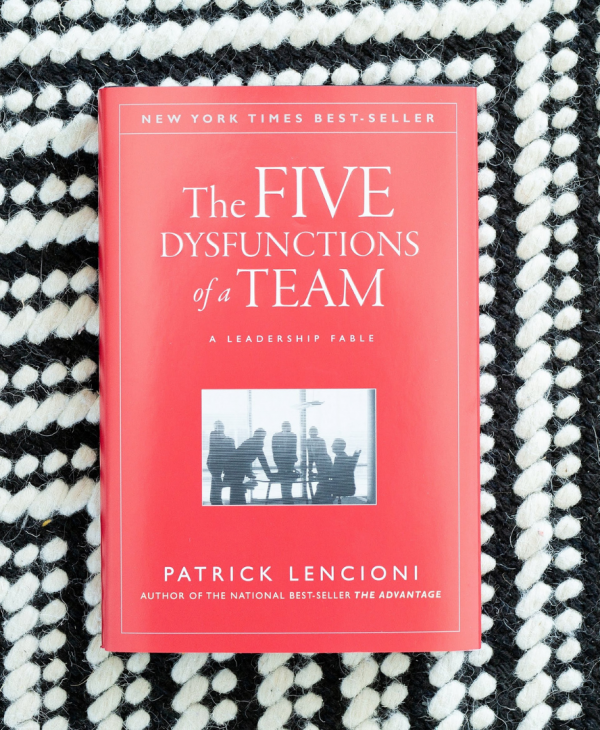 NEW YORK TIMES BEST-SELLER
The FIVE
DYSFUNCTIONS
of a TEAM
A LEADERSHIP FABLE
PATRICK LENCIONI
AUTHOR OF THE NATIONAL BEST-SELLER THE ADVANTAGE